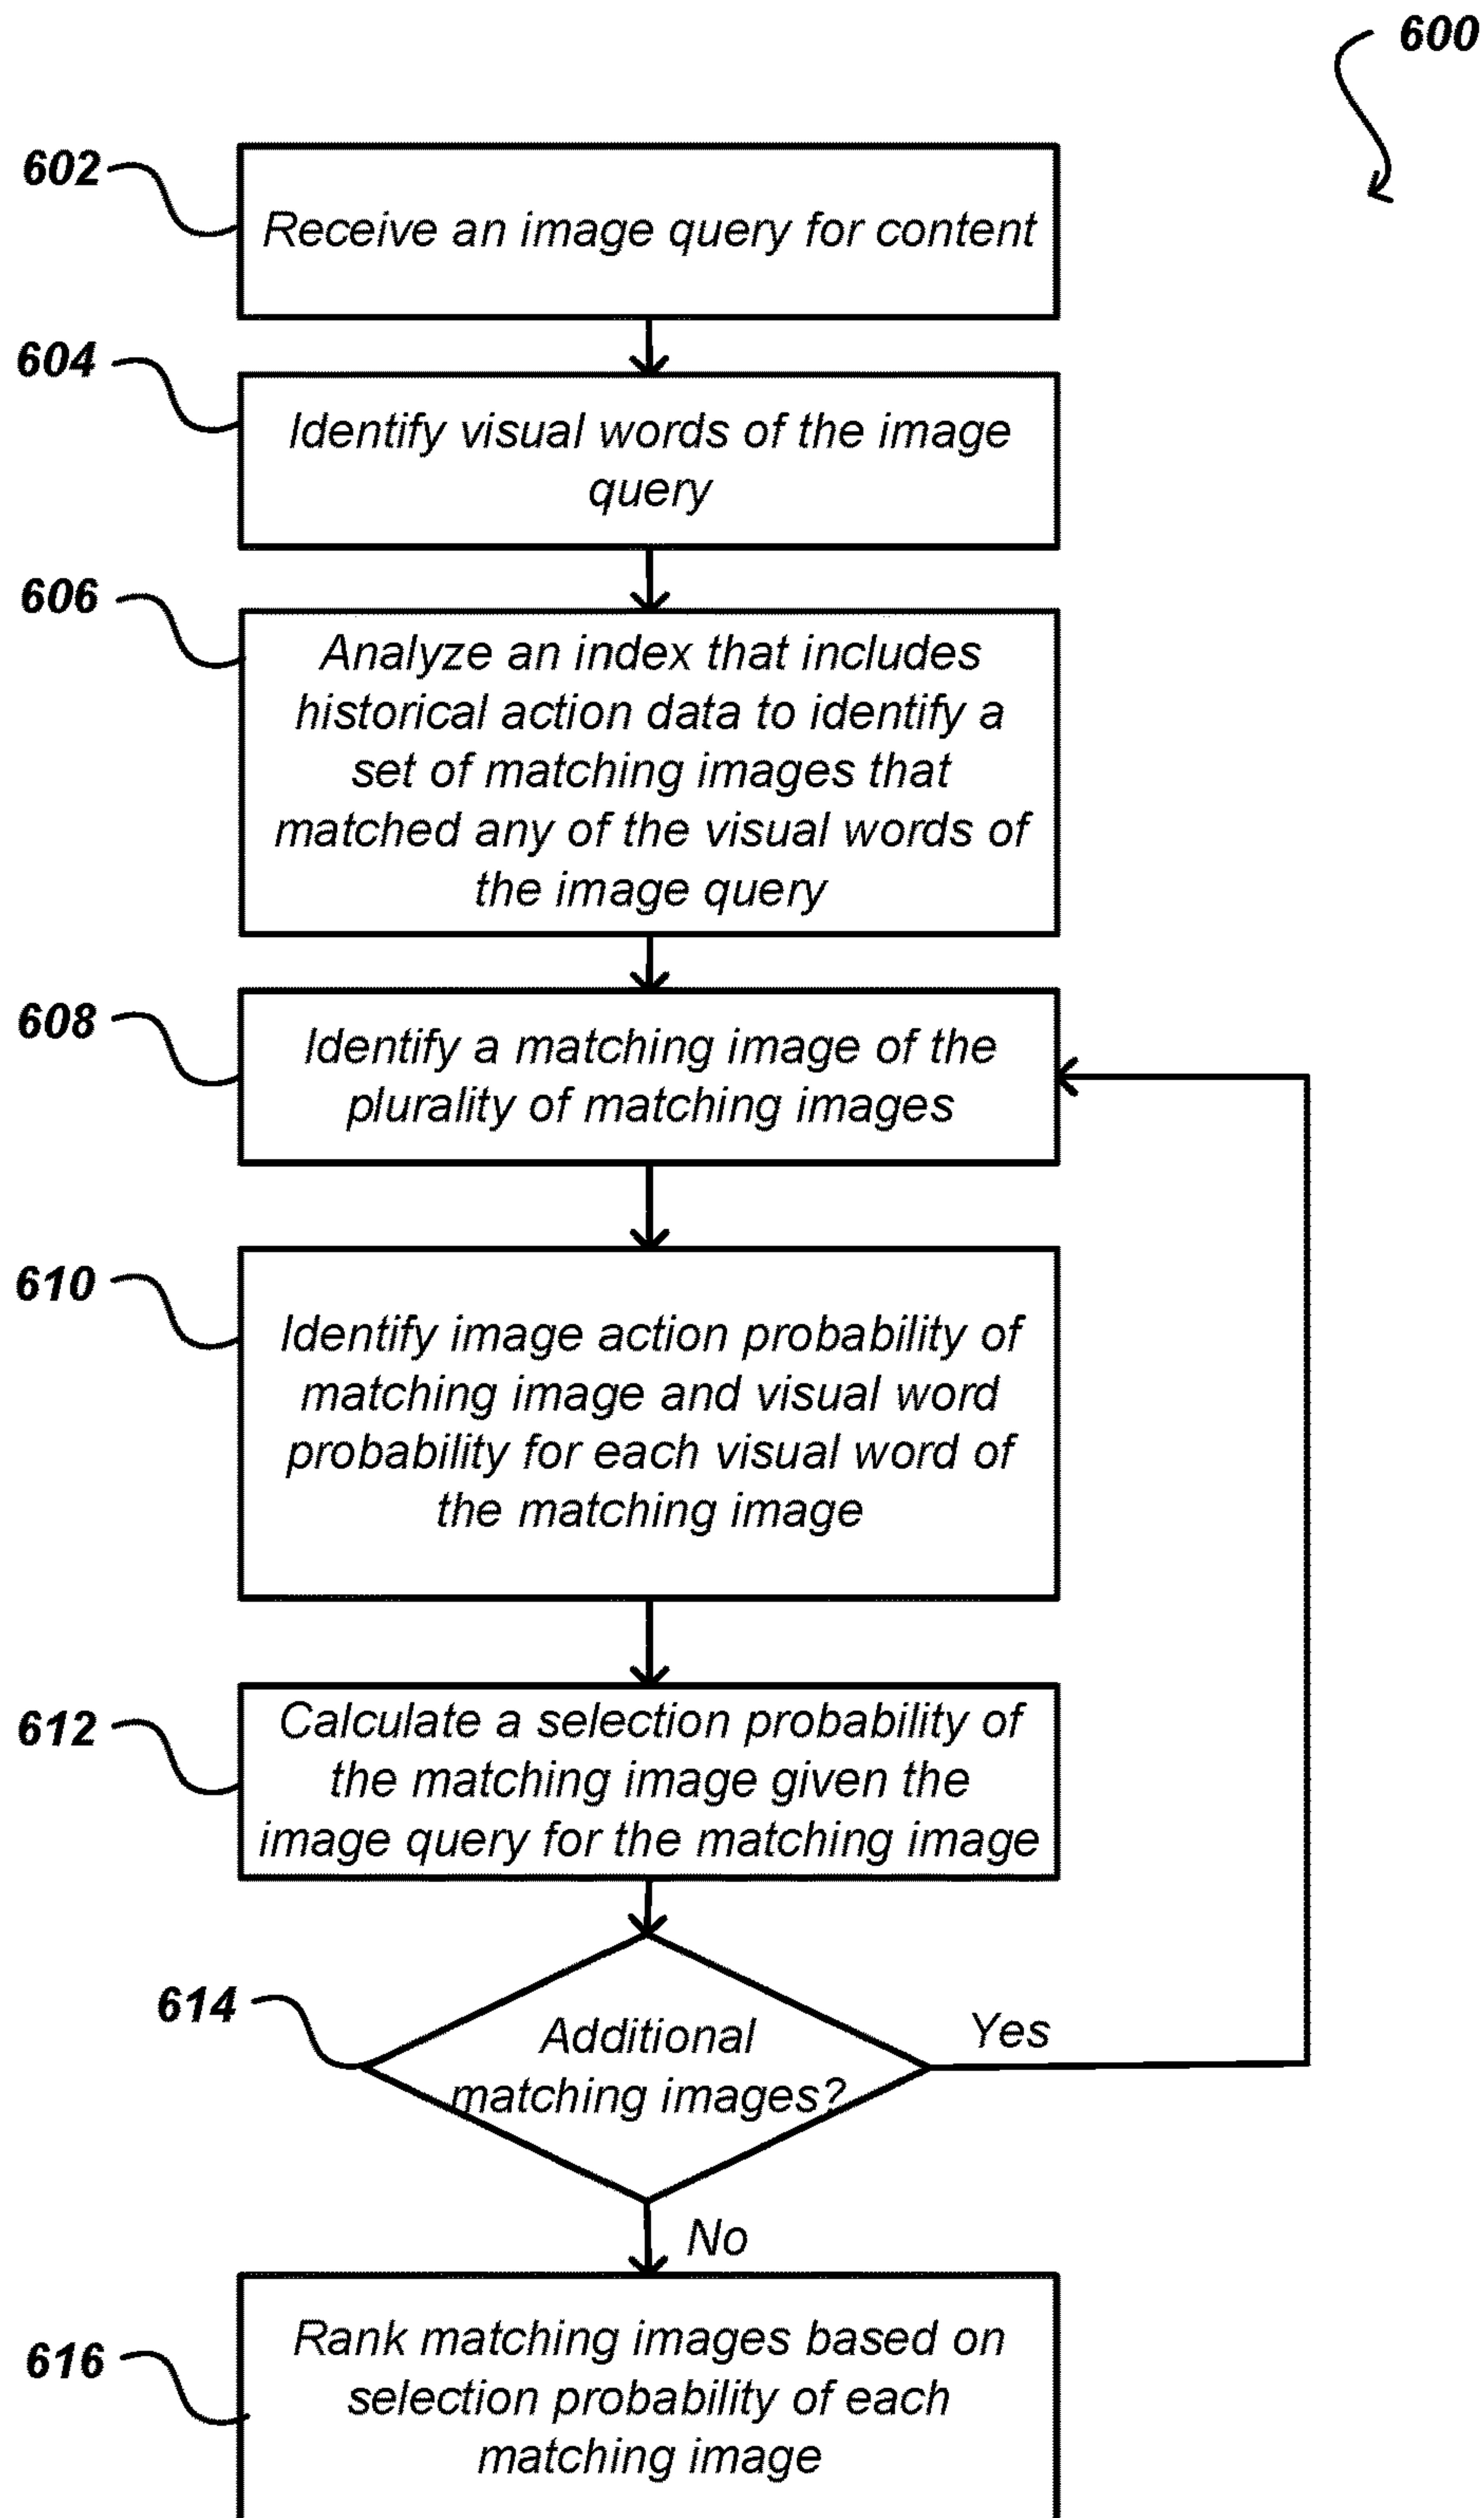 600
602
Receive an image query for content
604
Identify visual words of the image
query
606
Analyze an index that includes
historical action data to identify a
set of matching images that
matched any of the visual words of
the image query
608
Identify a matching image of the
plurality of matching images
610
Identify image action probability of
matching image and visual word
probability for each visual word of
the matching image
612
Calculate a selection probability of
the matching image given the
image query for the matching image
614
Additional
matching images?
Yes
No
616
Rank matching images based on
selection probability of each
matching image